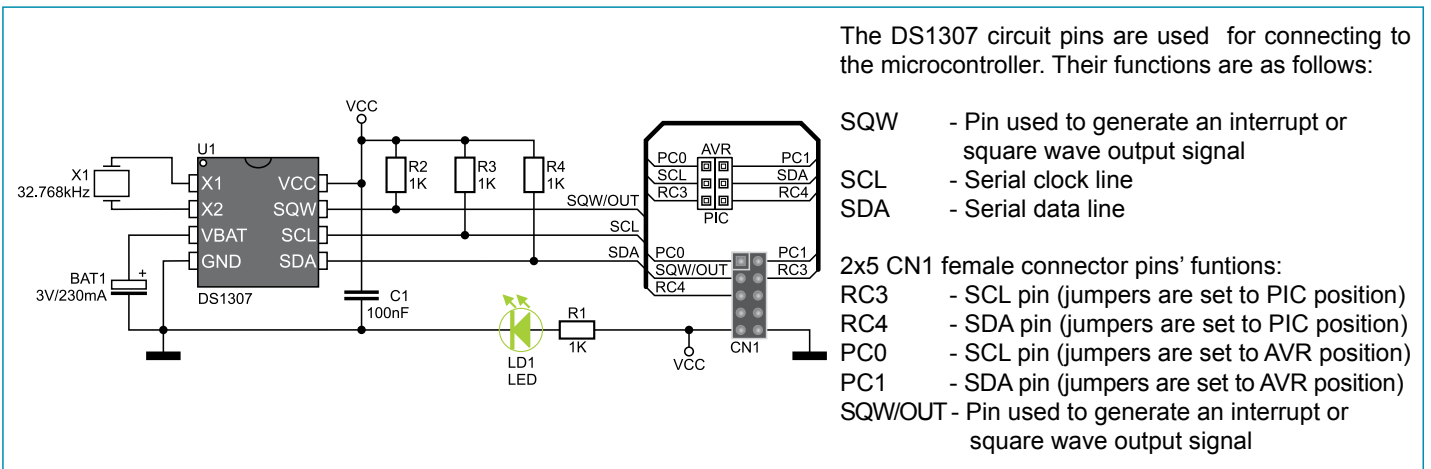 VCC
U1
X1
32.768kHz
X1
VCC
X2
SQW
VBAT
SCL
GND
SDA
DS1307
BAT1
+
3V/230mA
R2
1K
R3
1K
R4
1K
C1
100nF
SQW/OUT
SCL
SDA
AVR
PC0
PC1
SCL
SDA
RC3
RC4
PIC
PC0
PC1
SQW/OUT
RC3
RC4
CN1
LD1
LED
R1
1K
VCC
The DS1307 circuit pins are used for connecting to
the microcontroller. Their functions are as follows:
SQW - Pin used to generate an interrupt or
square wave output signal
SCL - Serial clock line
SDA - Serial data line
2x5 CN1 female connector pins’ funtions:
RC3 - SCL pin (jumpers are set to PIC position)
RC4 - SDA pin (jumpers are set to PIC position)
PC0 - SCL pin (jumpers are set to AVR position)
PC1 - SDA pin (jumpers are set to AVR position)
SQW/OUT - Pin used to generate an interrupt or
square wave output signal